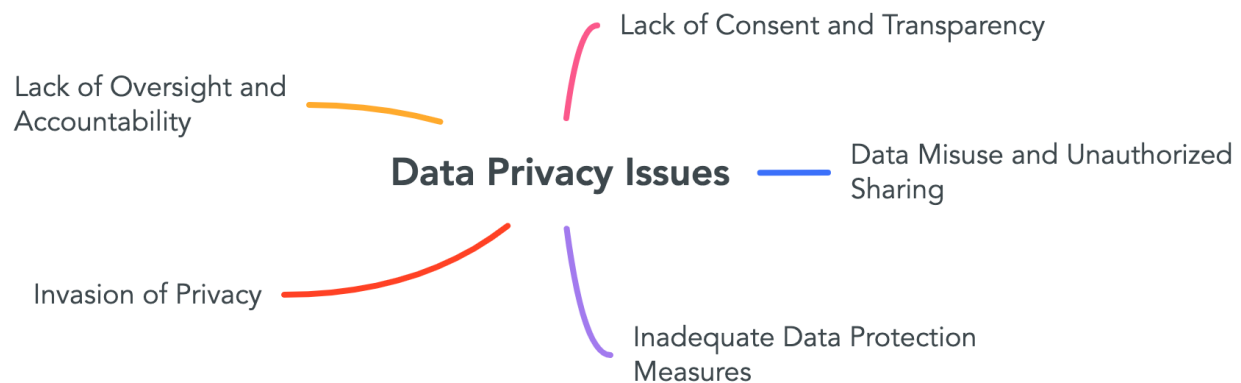 Lack of Consent and Transparency
Lack of Oversight and
Accountability
Data Privacy Issues
Data Misuse and Unauthorized
Sharing
Invasion of Privacy
Inadequate Data Protection
Measures